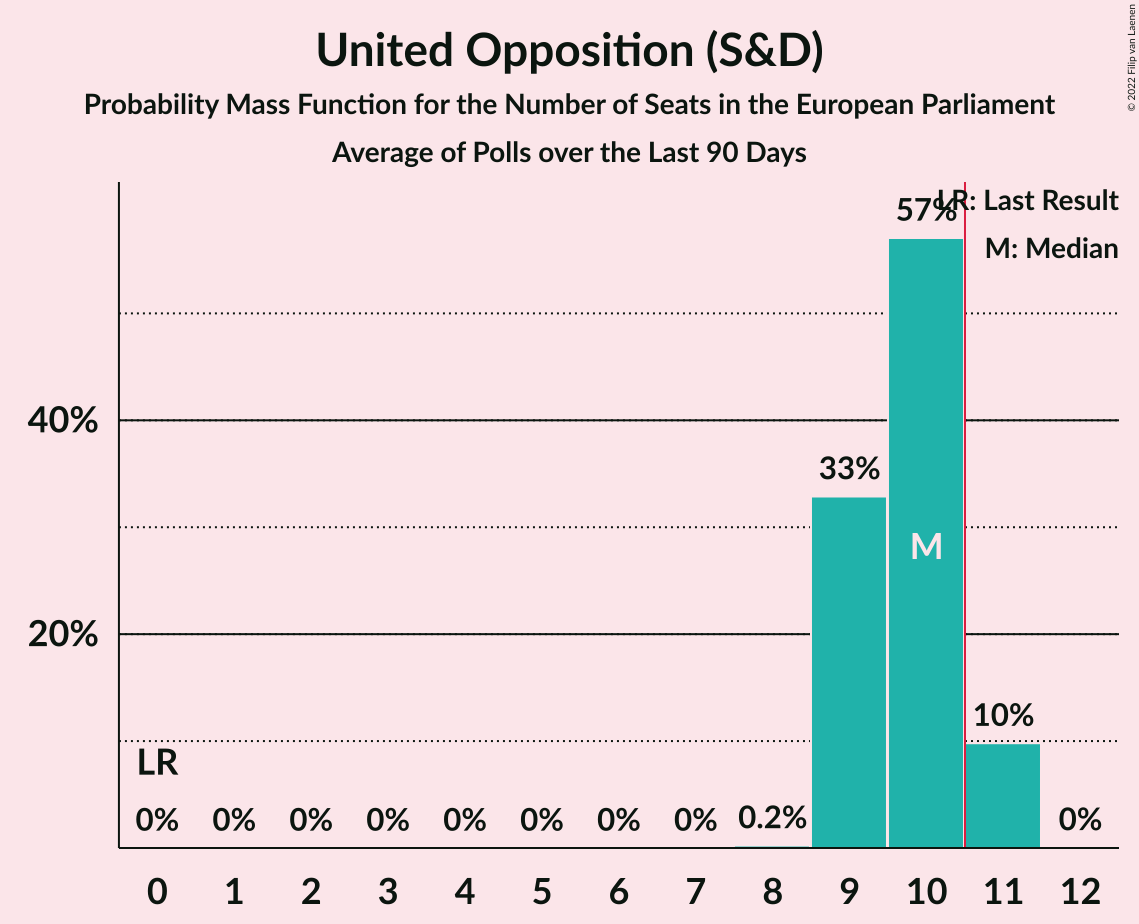 United Opposition (S&D)
Probability Mass Function for the Number of Seats in the European Parliament
Average of Polls over the Last 90 Days
© 2022 Filip van Laenen
LR: Last Result
M: Median
57%
40%
33%
M
20%
10%
LR
0% 0% 0% 0% 0% 0% 0% 0% 0.2% 0%
0 1 2 3 4 5 6 7 8 9 10 11 12